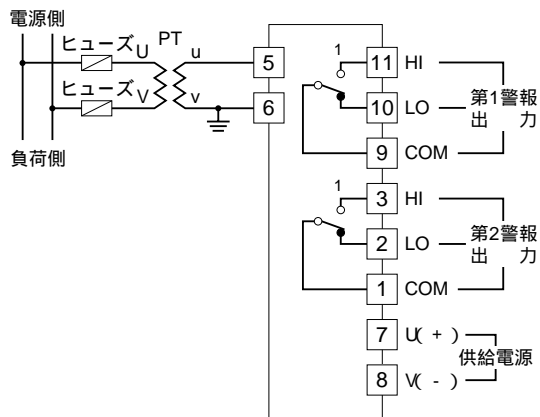 電源側
ヒューズ U PT u
5
ヒューズ V v
6
負荷側
1
11 HI
10 LO
9 COM
第1警報
出 力
1
3 HI
2 LO
1 COM
第2警報
出 力
7 U( + )
8 V( - )
供給電源